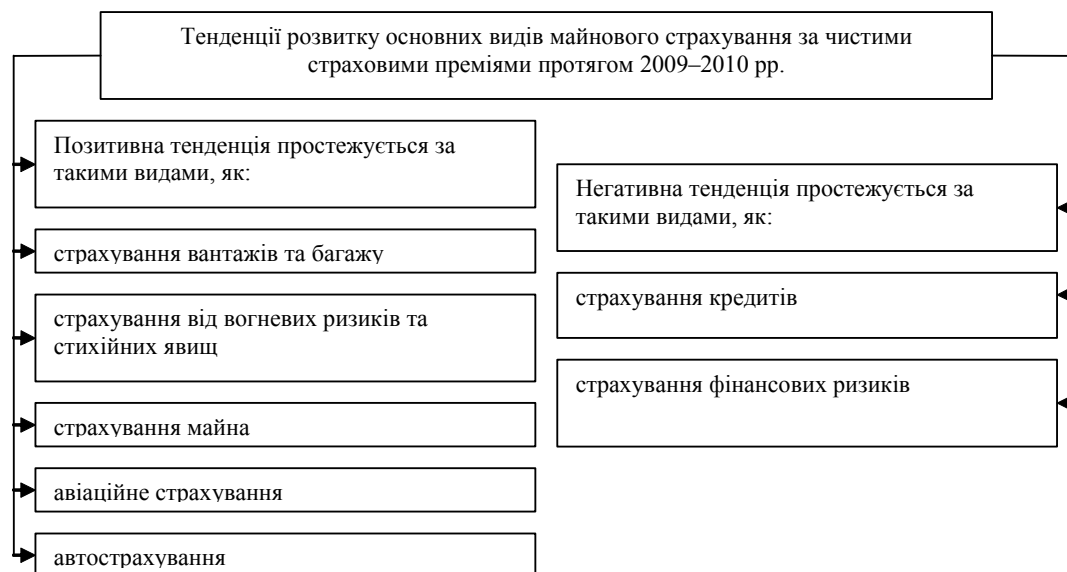 Тенденції розвитку основних видів майнового страхування за чистими
страховими преміями протягом 2009–2010 рр.
Позитивна тенденція простежується за
такими видами, як:
страхування вантажів та багажу
страхування від вогневих ризиків та
стихійних явищ
страхування майна
авіаційне страхування
автострахування
Негативна тенденція простежується за
такими видами, як:
страхування кредитів
страхування фінансових ризиків